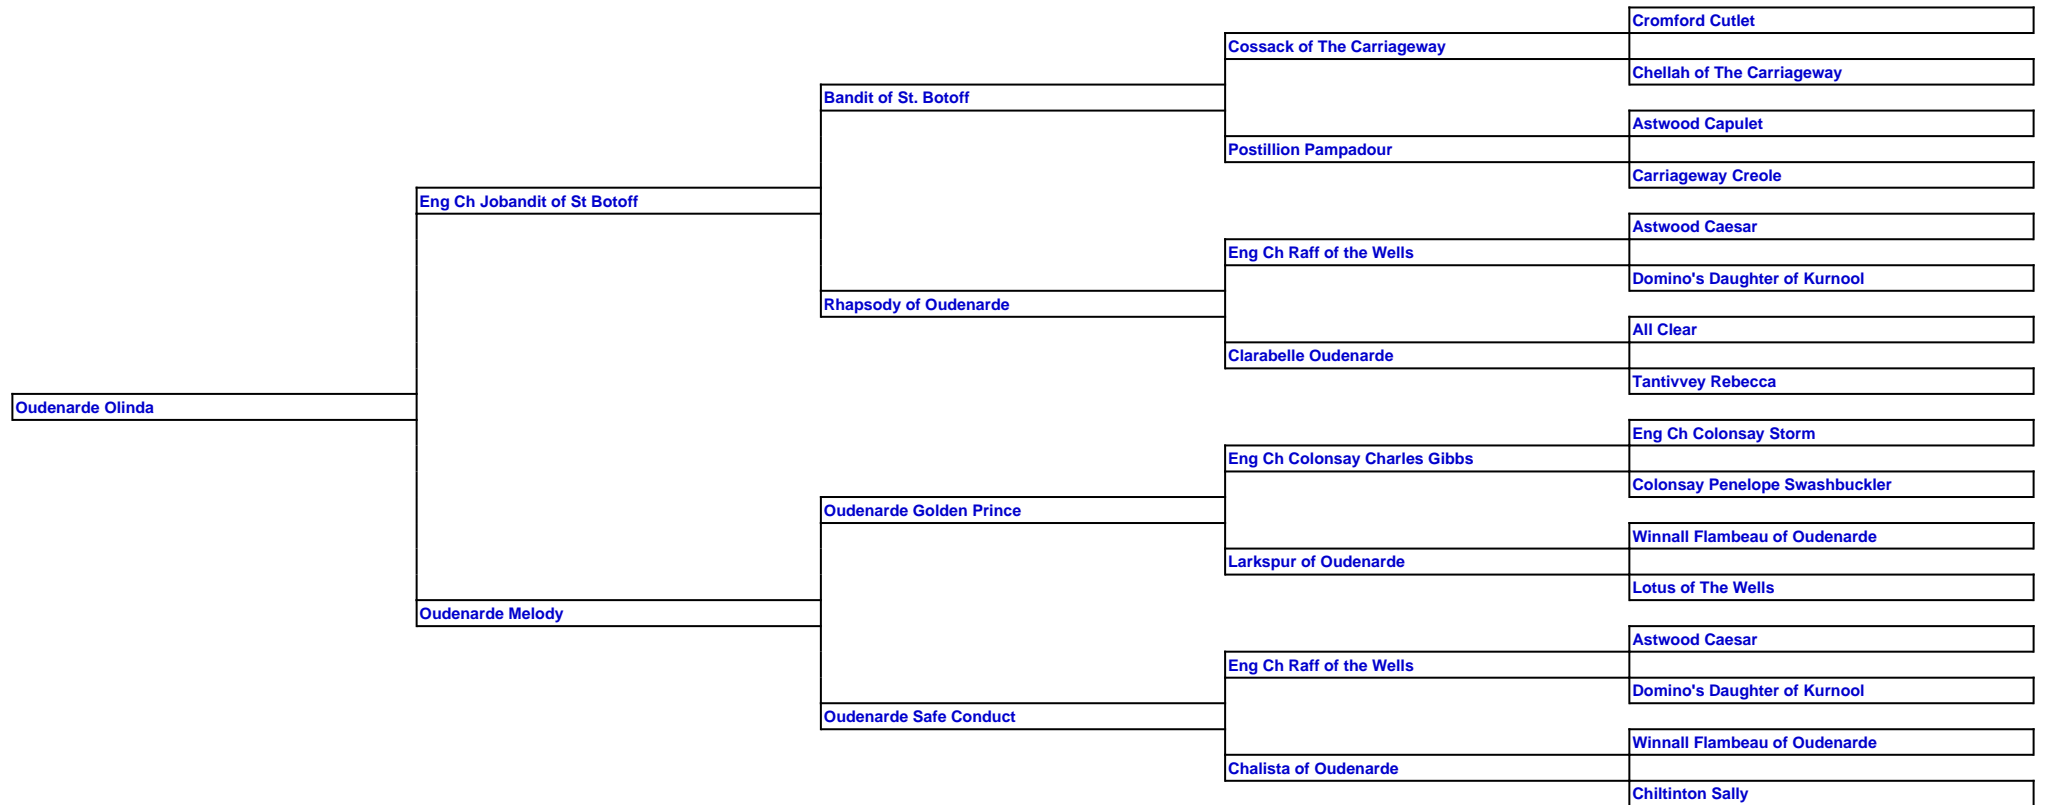 Cromford Cutlet
Cossack of The Carriageway
Chellah of The Carriageway
Bandit of St. Botoff
Astwood Capulet
Postillion Pampadour
Carriageway Creole
Eng Ch Jobandit of St Botoff
Astwood Caesar
Eng Ch Raff of the Wells
Domino's Daughter of Kurnool
Rhapsody of Oudenarde
All Clear
Clarabelle Oudenarde
Tantivvey Rebecca
Oudenarde Olinda
Eng Ch Colonsay Storm
Eng Ch Colonsay Charles Gibbs
Colonsay Penelope Swashbuckler
Oudenarde Golden Prince
Winnall Flambeau of Oudenarde
Larkspur of Oudenarde
Lotus of The Wells
Oudenarde Melody
Astwood Caesar
Eng Ch Raff of the Wells
Domino's Daughter of Kurnool
Oudenarde Safe Conduct
Winnall Flambeau of Oudenarde
Chalista of Oudenarde
Chiltinton Sally